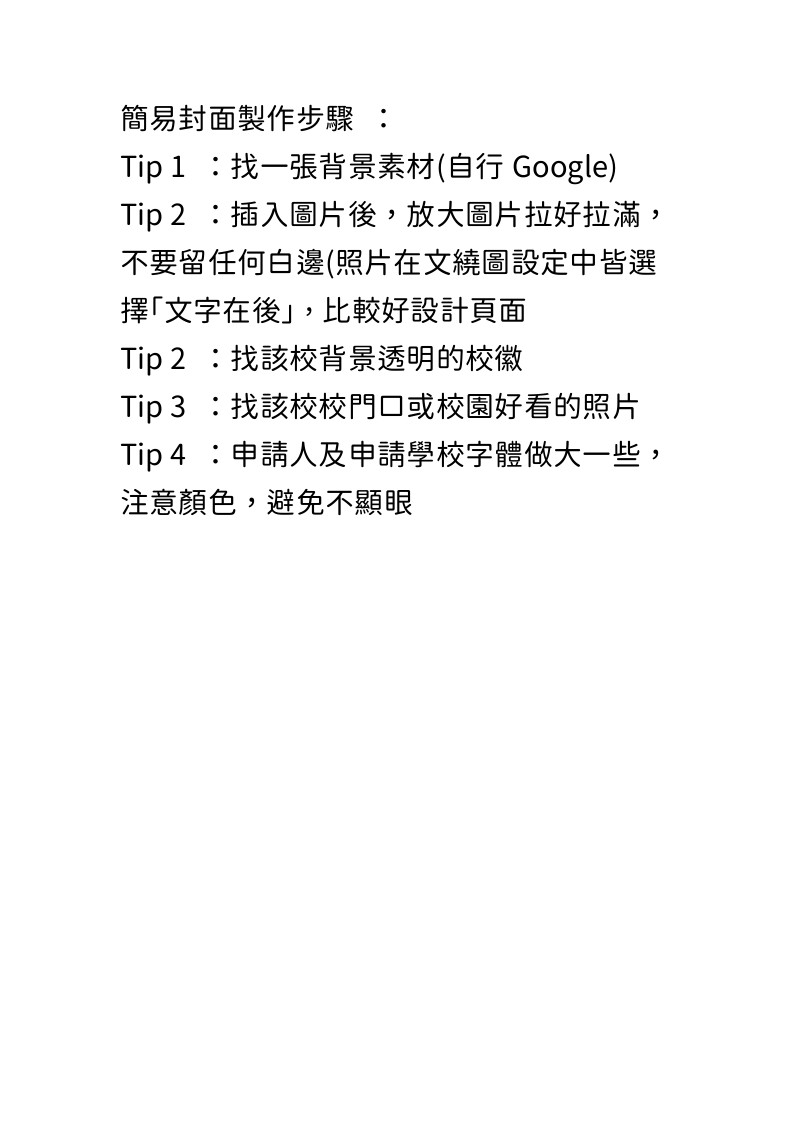 簡易封面製作步驟 ：
Tip 1 ：找一張背景素材(自行 Google)
Tip 2 ：插入圖片後，放大圖片拉好拉滿，
不要留任何白邊(照片在文繞圖設定中皆選
擇「文字在後」，比較好設計頁面
Tip 2 ：找該校背景透明的校徽
Tip 3 ：找該校校門口或校園好看的照片
Tip 4 ：申請人及申請學校字體做大一些，
注意顏色，避免不顯眼